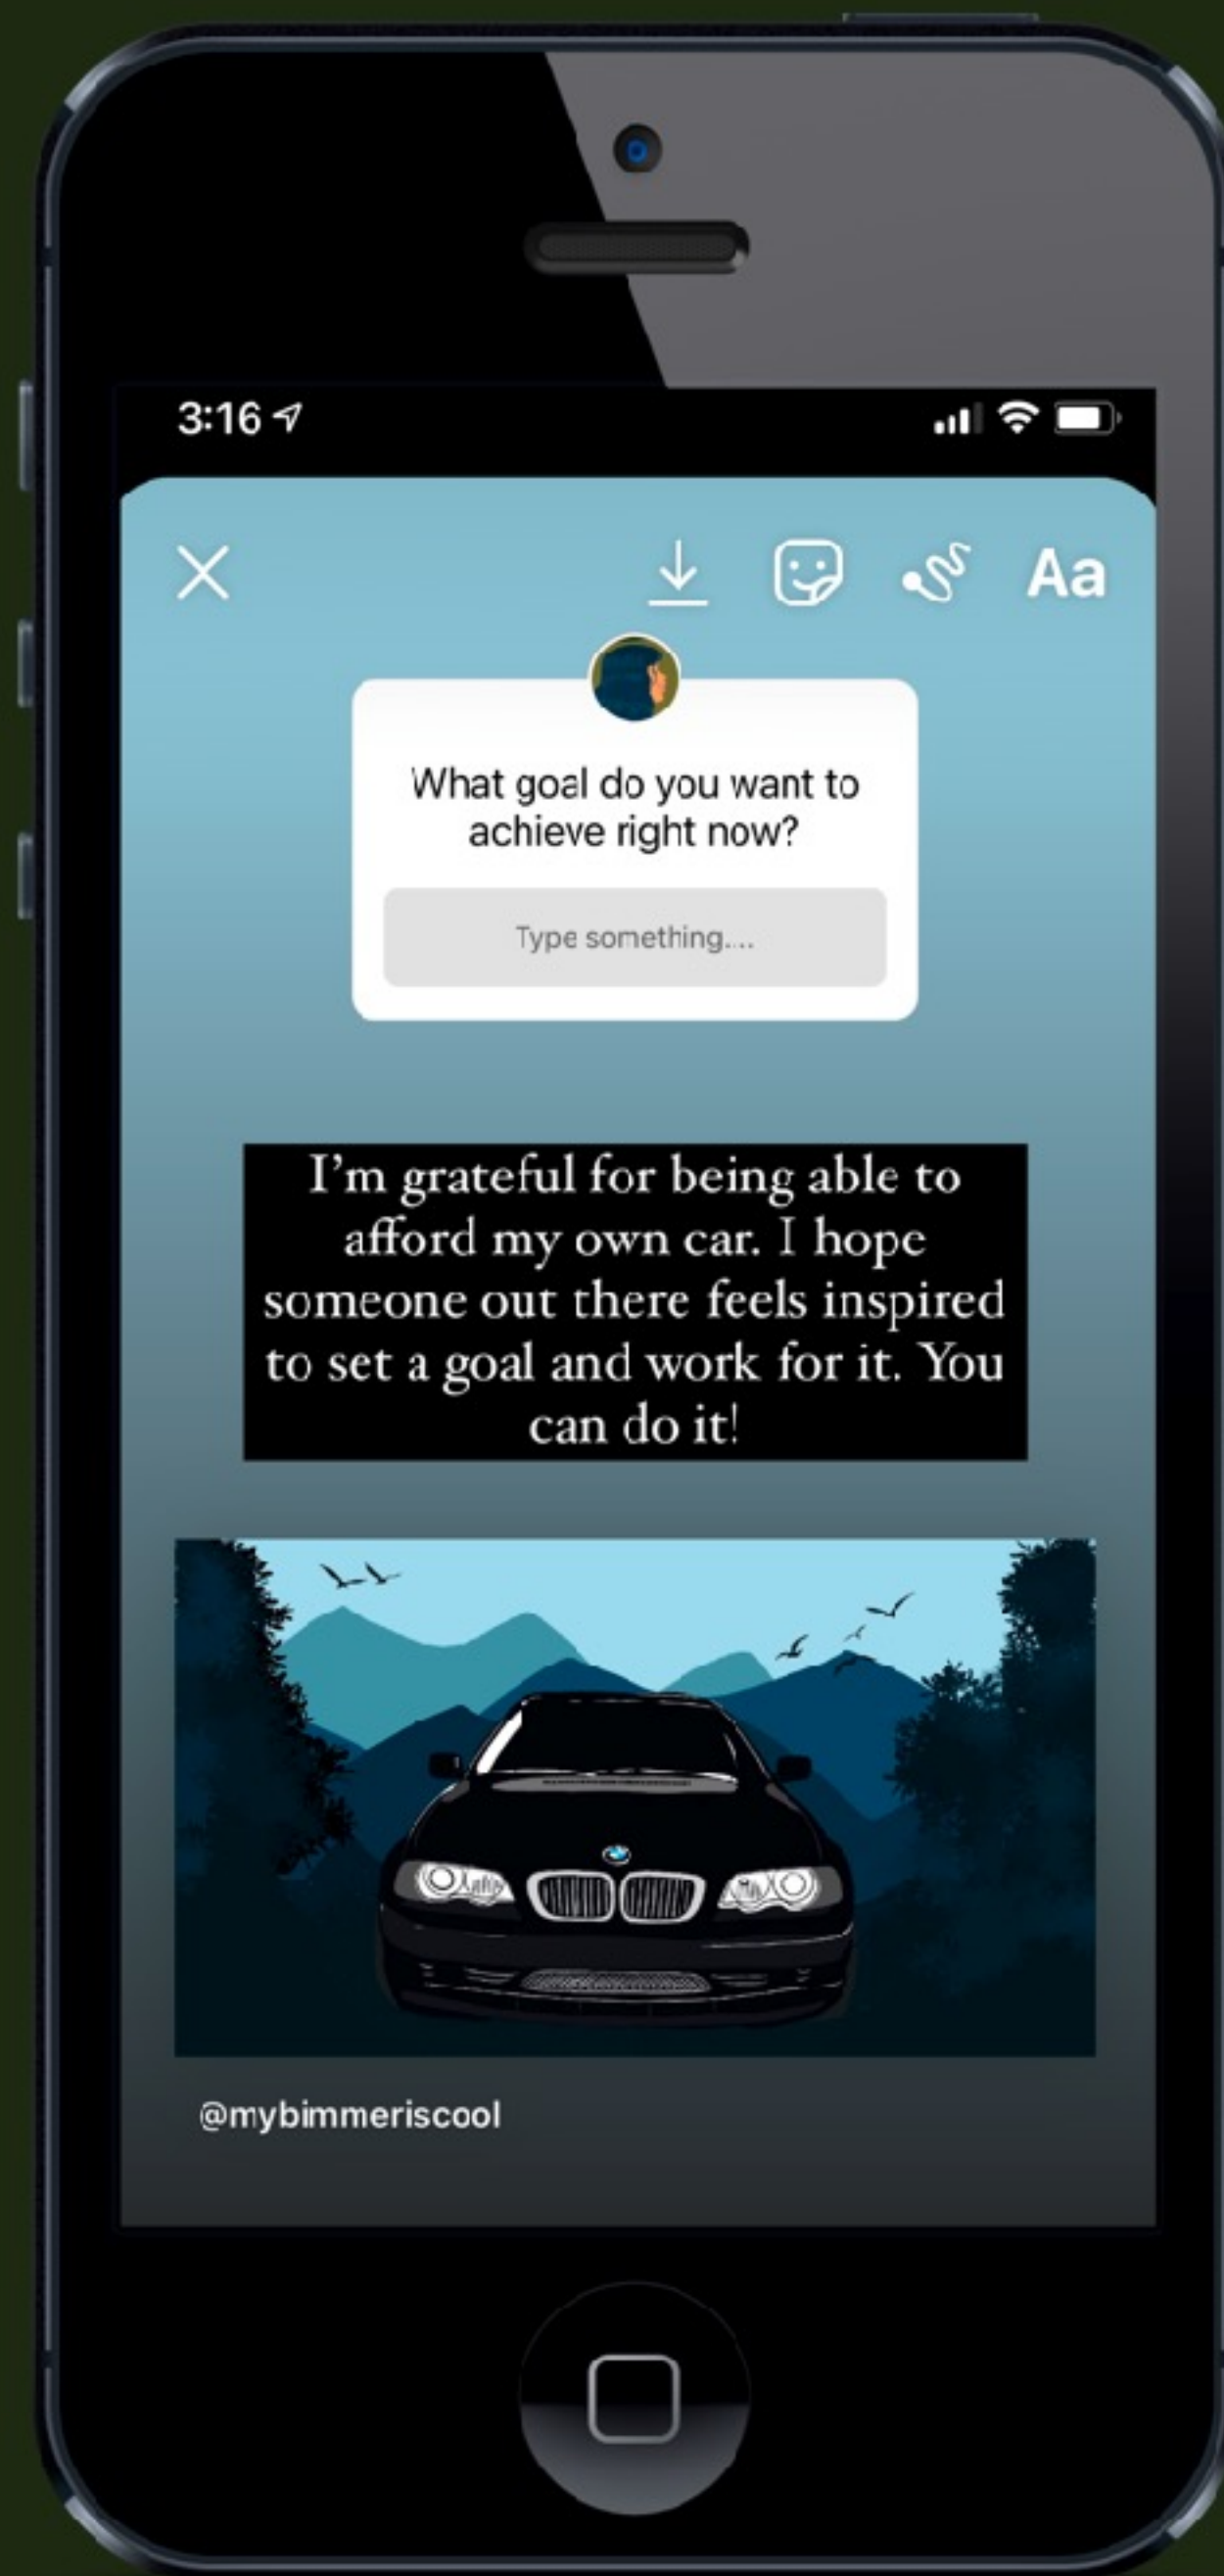 3:16
Aa
What goal do you want to
achieve right now?
Type something....
I'm grateful for being able to
afford my own car. I hope
someone out there feels inspired
to set a goal and work for it. You
can do it!
@mybimmeriscool